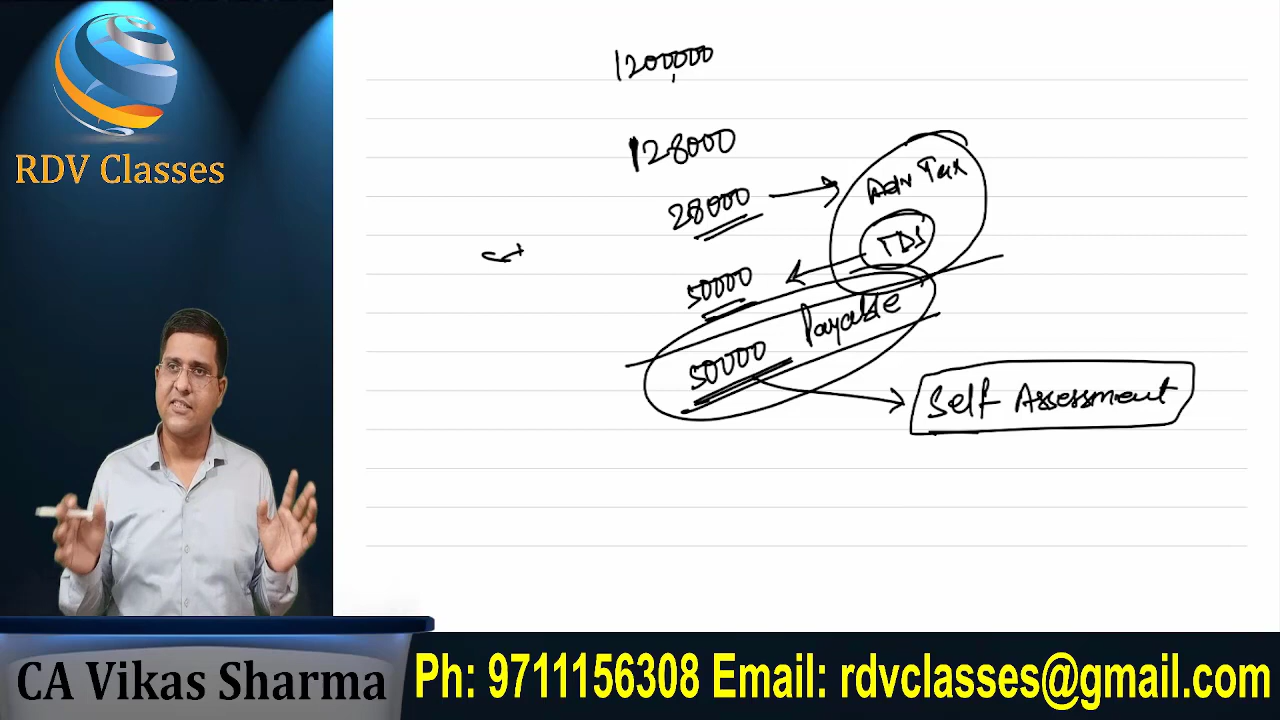 RDV Classes
1200000
128000
28000
Adv Tax
TDS
50000
Payable
50000
Self Assessment
CA Vikas Sharma
Ph: 9711156308 Email: rdvclasses@gmail.com